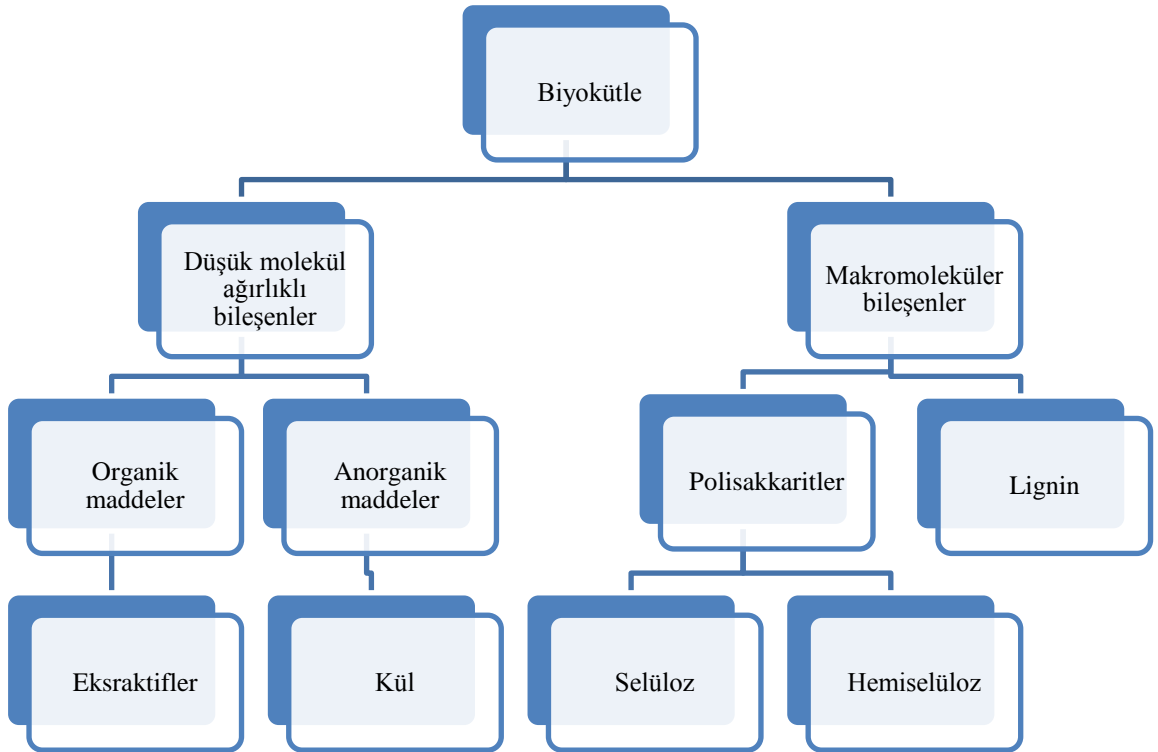 Biyokütle
Düşük molekül
ağırlıklı
bileşenler
Makromoleküler
bileşenler
Organik
maddeler
Anorganik
maddeler
Polisakkaritler
Lignin
Eksraktifler
Kül
Selüloz
Hemiselüloz